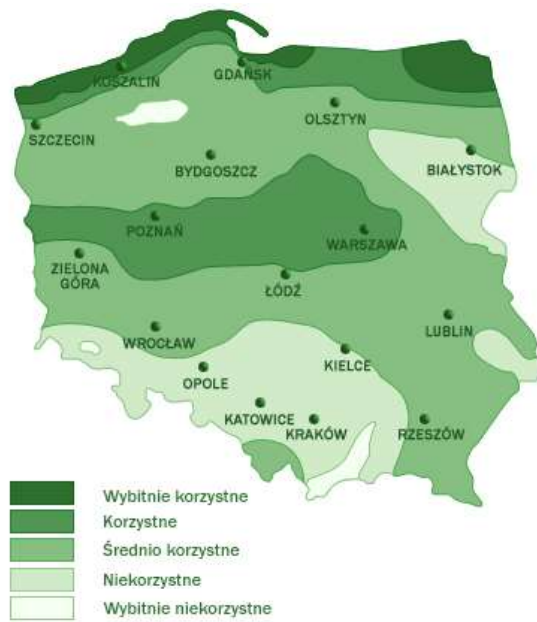 KOSZALIN
GDAŃSK
OLSZTYN
SZCZECIN
BIAŁYSTOK
BYDGOSZCZ
POZNAŃ
WARSZAWA
ZIELONA
GÓRA
ŁÓDŹ
LUBLIN
WROCŁAW
KIELCE
OPOLE
KATOWICE
KRAKÓW
RZESZÓW
Wybitnie korzystne
Korzystne
Średnio korzystne
Niekorzystne
Wybitnie niekorzystne